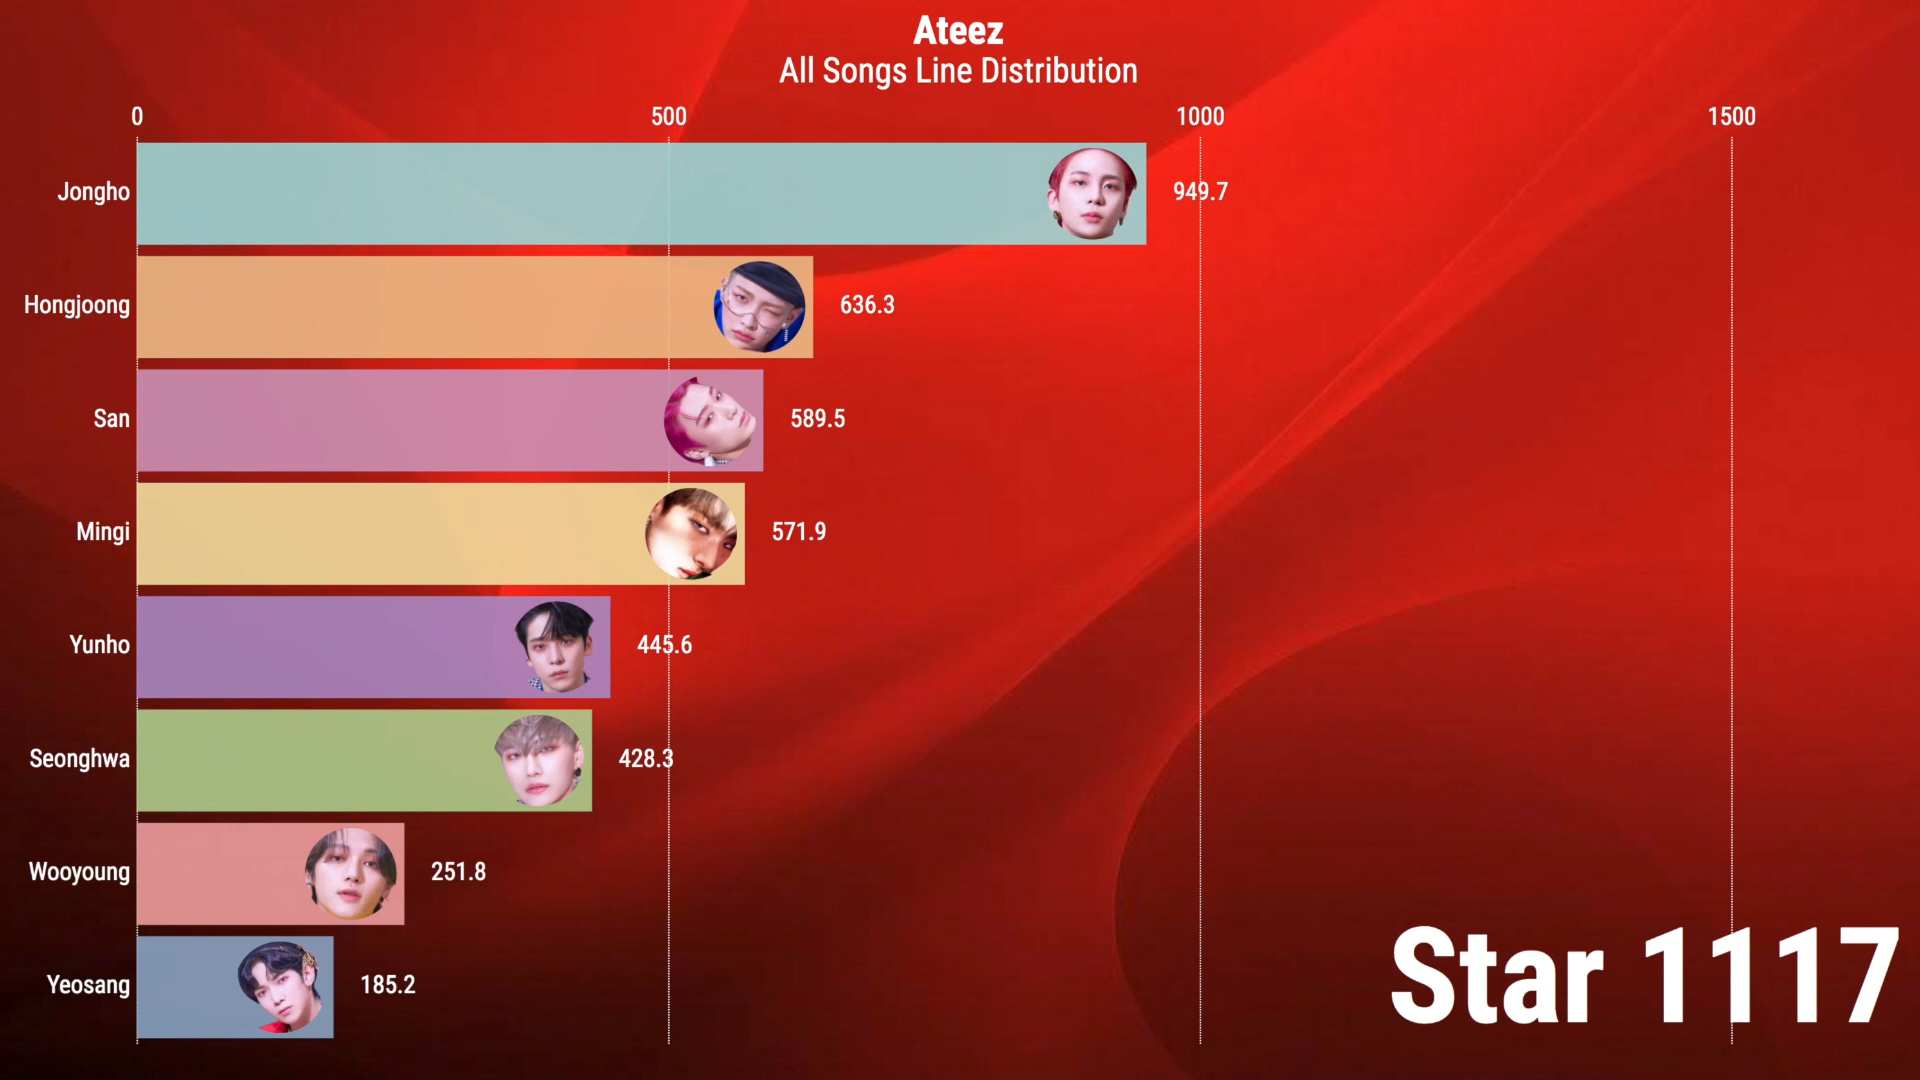 Ateez
All Songs Line Distribution
0 500 1000 1500
Jongho 949.7
Hongjoong 636.3
San 589.5
Mingi 571.9
Yunho 445.6
Seonghwa 428.3
Wooyoung 251.8
Yeosang 185.2
Star 1117